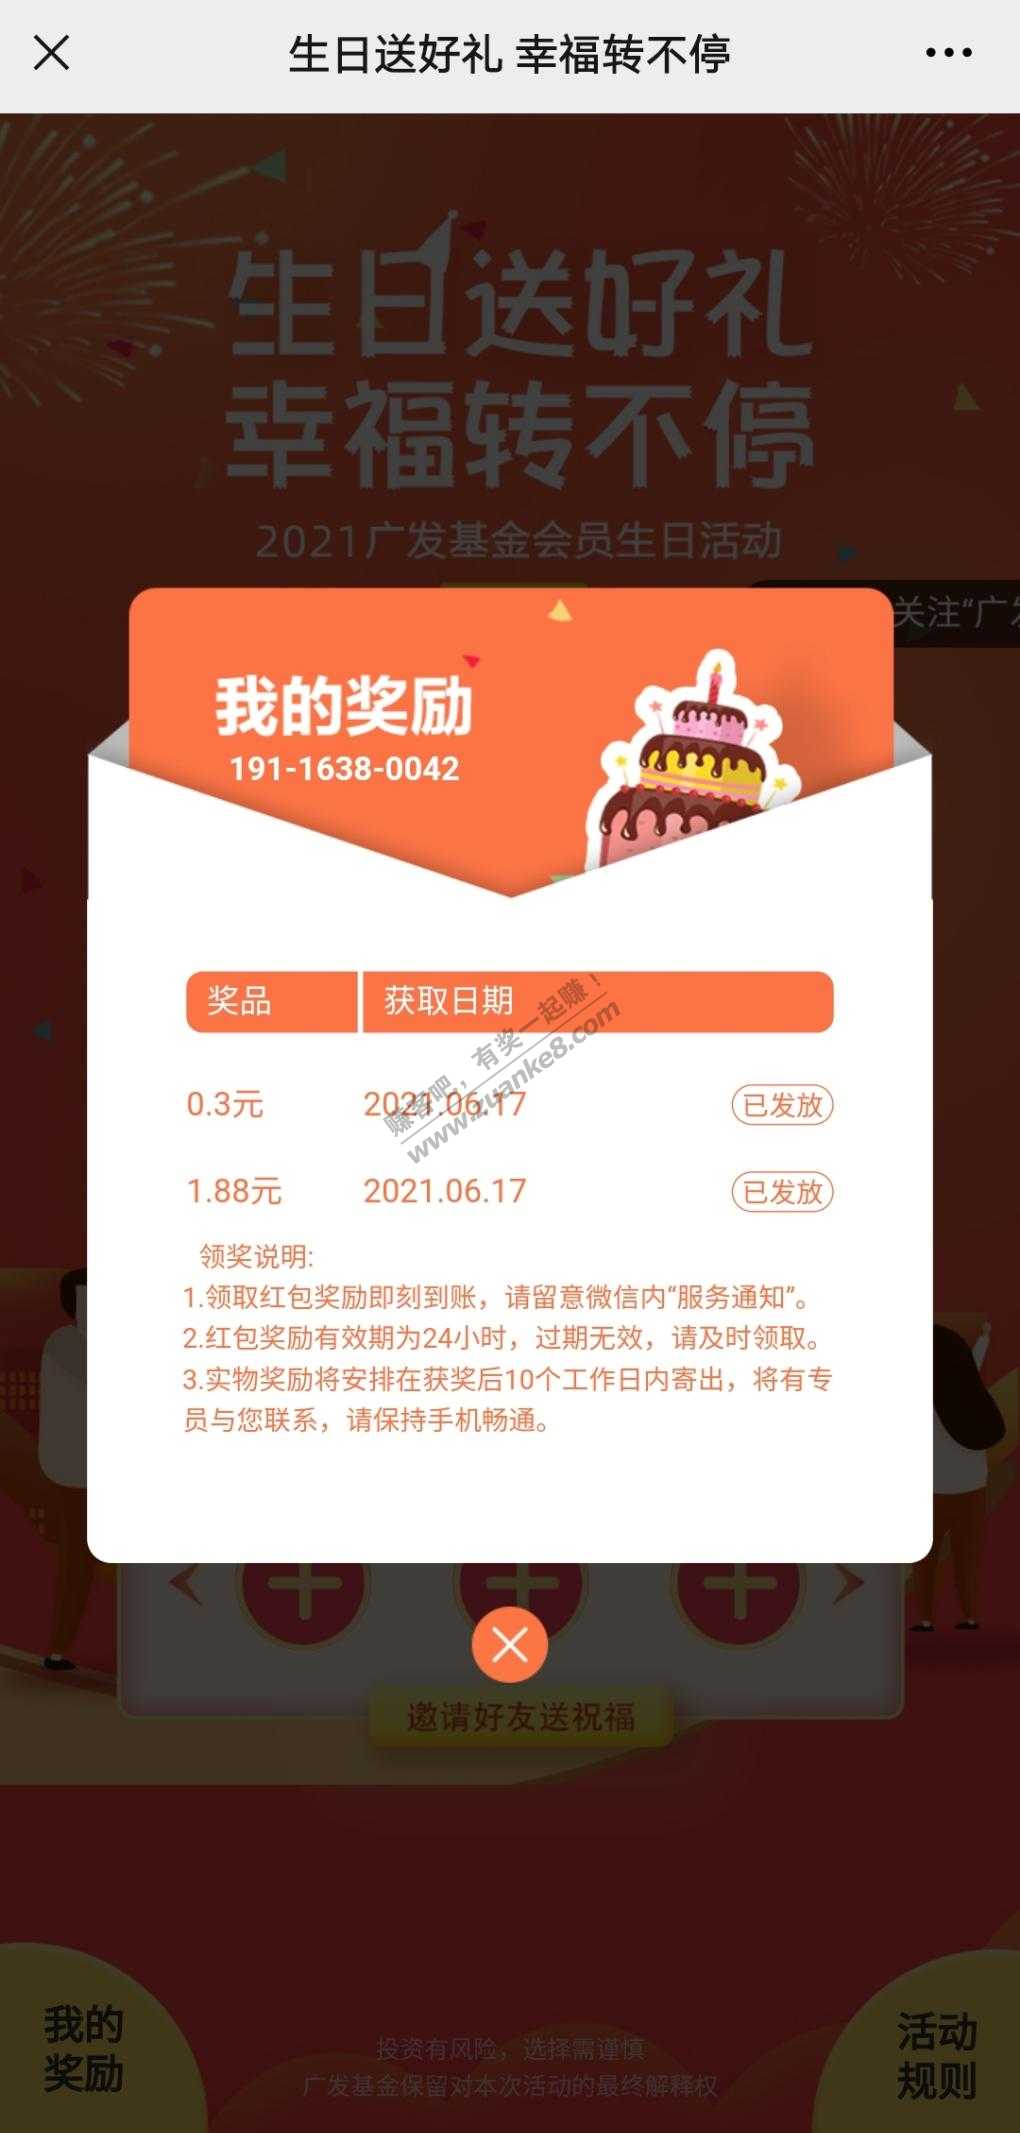 生日送好礼 幸福转不停
生日送好礼
幸福转不停
2021广发基金会员生日活动
关注“广发
我的奖励
191-1638-0042
奖品 获取日期
赚客吧，有奖一起赚！
www.zuanke8.com
0.3元 2021.06.17 已发放
1.88元 2021.06.17 已发放
领奖说明:
1.领取红包奖励即刻到账，请留意微信内“服务通知”。
2.红包奖励有效期为24小时，过期无效，请及时领取。
3.实物奖励将安排在获奖后10个工作日内寄出，将有专
员与您联系，请保持手机畅通。
邀请好友送祝福
我的
奖励
投资有风险，选择需谨慎
广发基金保留对本次活动的最终解释权
活动
规则